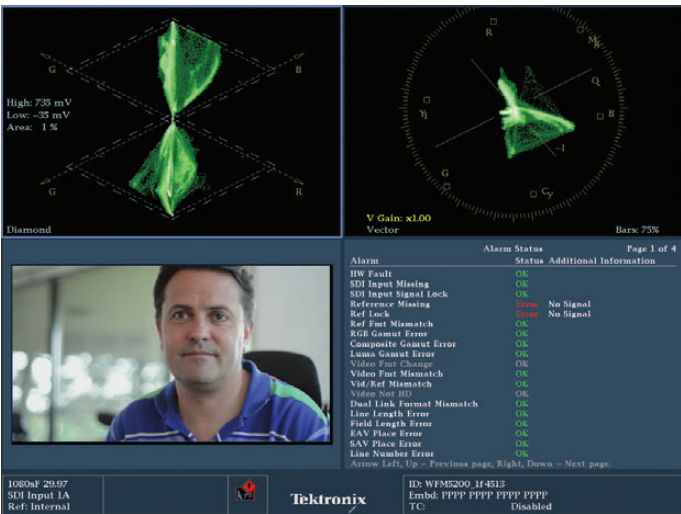 G
B
High: 735 mV
Low: −35 mV
Area: 1 %
G
R
Diamond
R
Mg
Q
Yl
B
−I
G
Cy
V Gain: x1.00
Vector
Bars: 75%
Alarm Status
Page 1 of 4
Alarm
Status
Additional Information
HW Fault OK
SDI Input Missing OK
SDI Input Signal Lock OK
Reference Missing Error No Signal
Ref Lock Error No Signal
Ref Fmt Mismatch OK
RGB Gamut Error OK
Composite Gamut Error OK
Luma Gamut Error OK
Video Fmt Change OK
Video Fmt Mismatch OK
Vid/Ref Mismatch OK
Video Not HD OK
Dual Link Format Mismatch OK
Line Length Error OK
Field Length Error OK
EAV Place Error OK
SAV Place Error OK
Line Number Error OK
Arrow Left, Up - Previous page, Right, Down - Next page.
1080sF 29.97
SDI Input 1A
Ref: Internal
Tektronix
ID: WFM5200_1f4513
Embd: PPPP PPPP PPPP PPPP
TC: Disabled